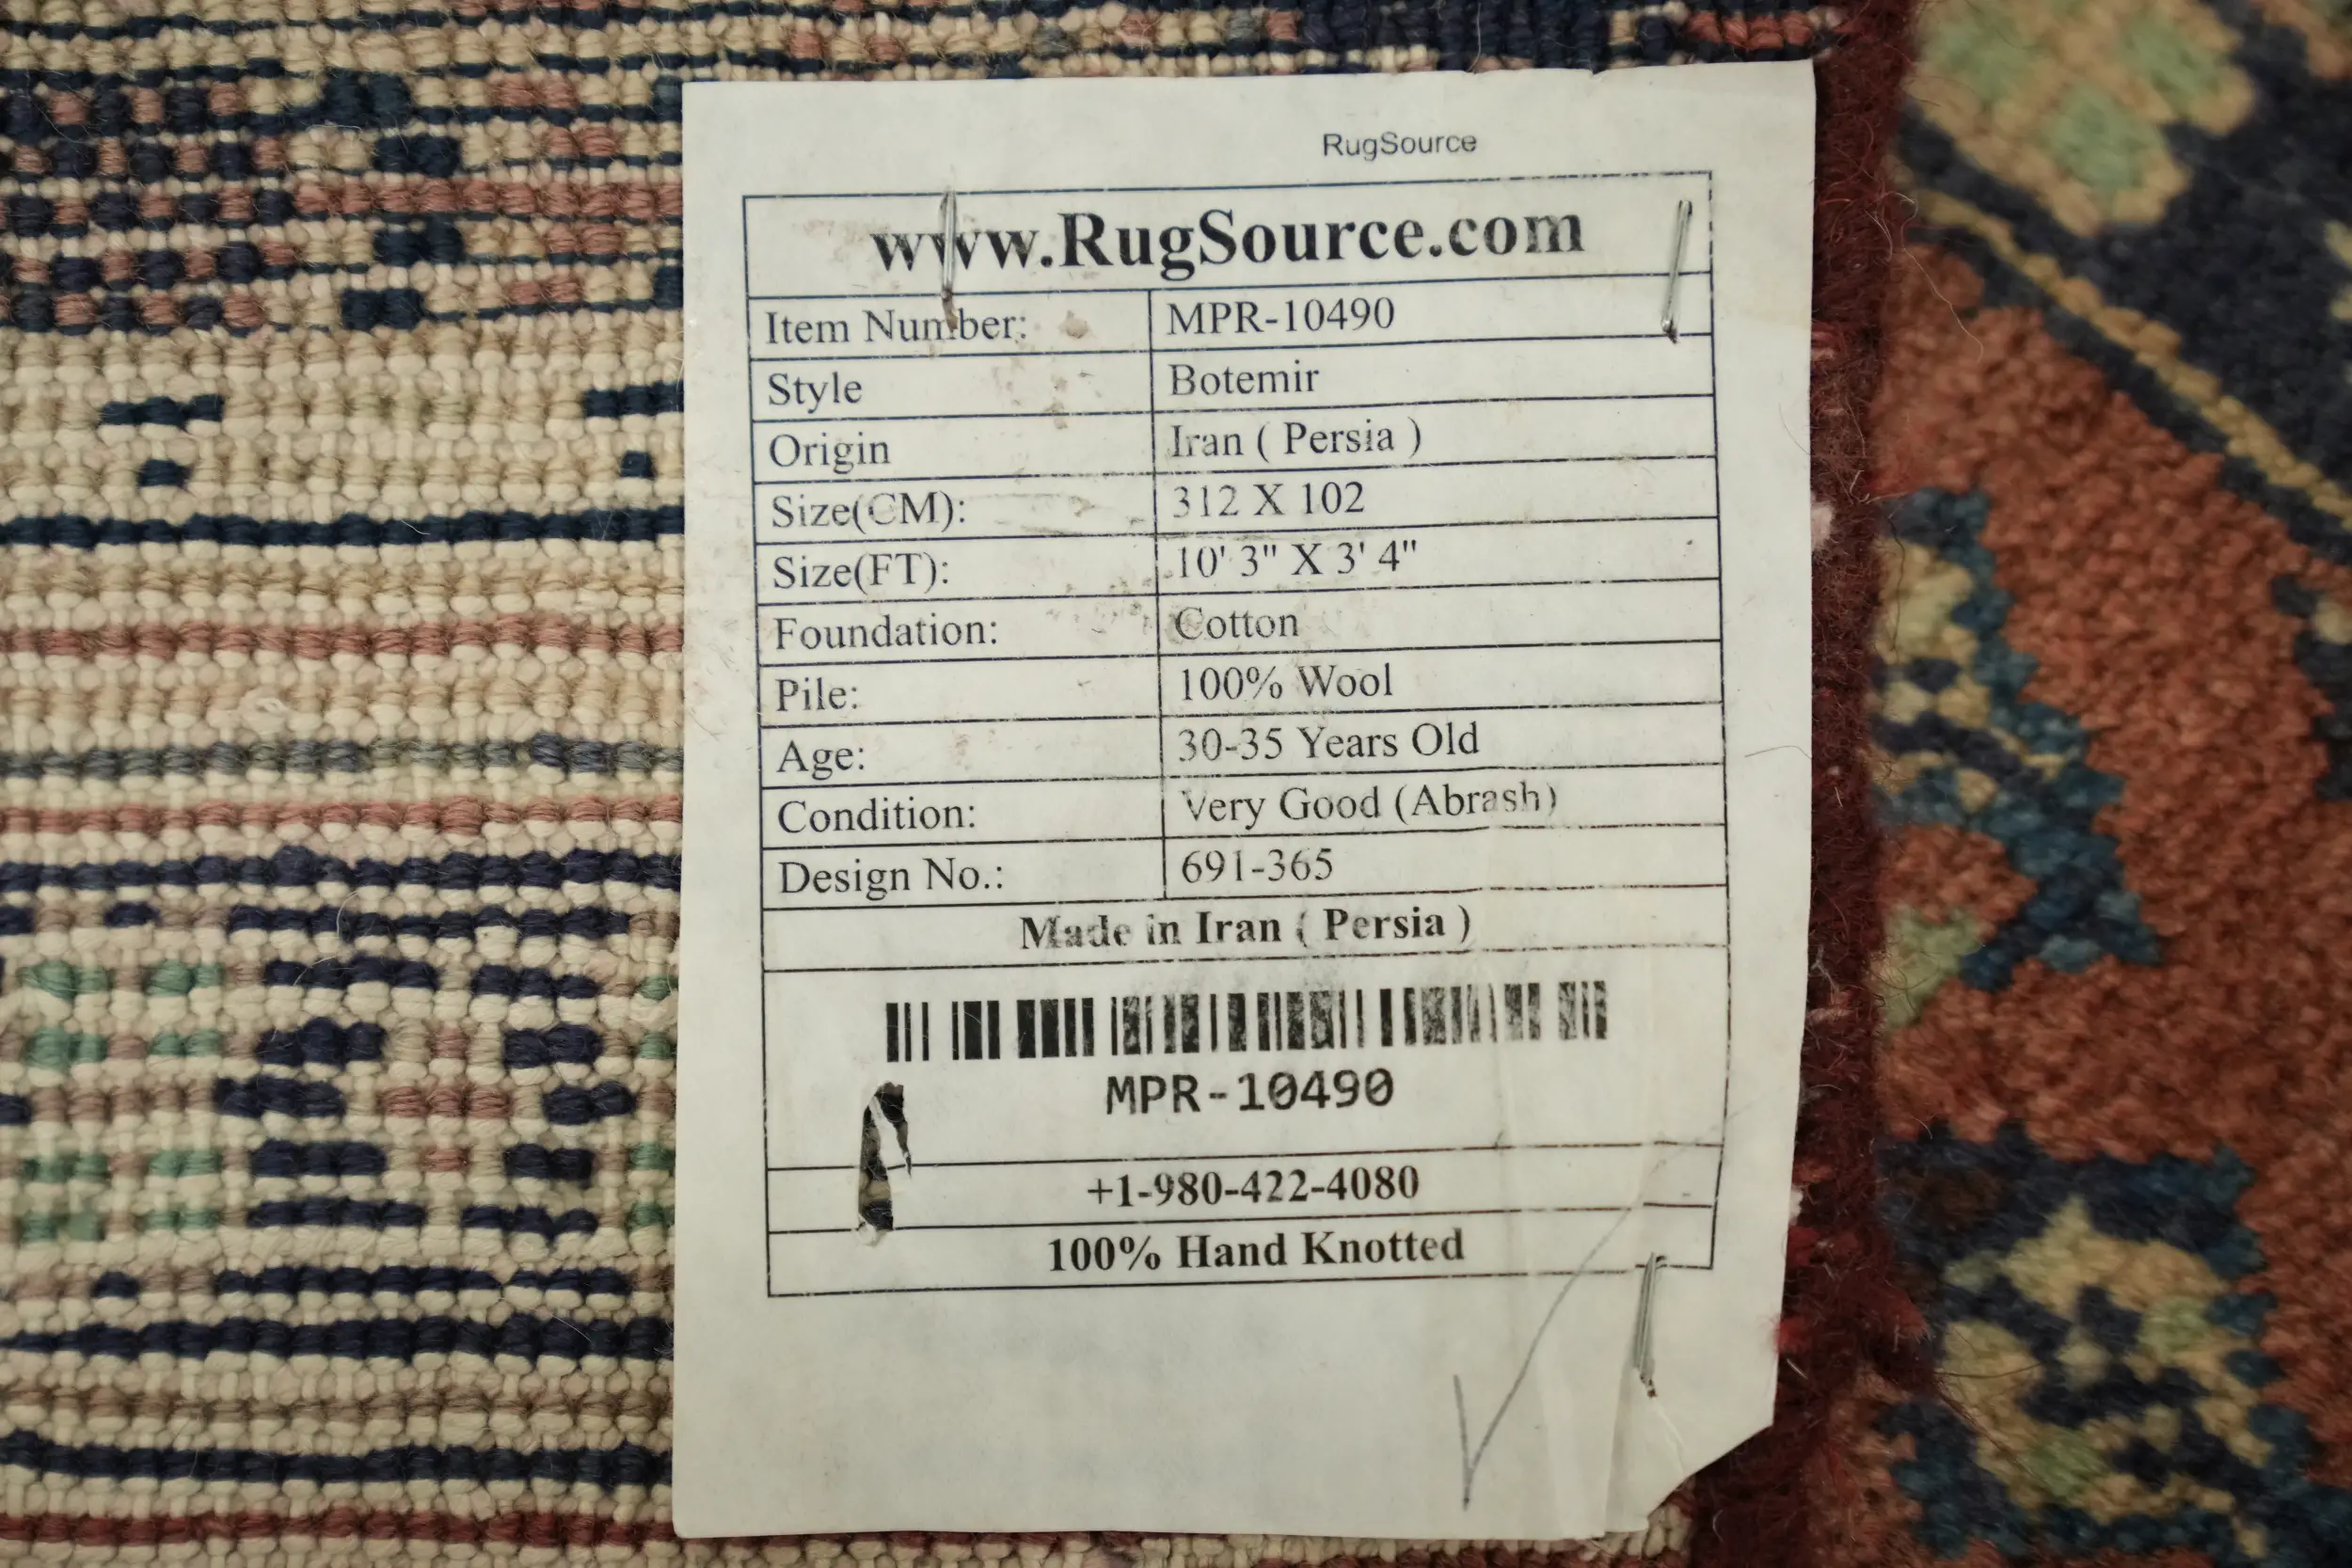 RugSource
www.RugSource.com
Item Number: MPR-10490
Style Botemir
Origin Iran ( Persia )
Size(CM): 312 X 102
Size(FT): 10' 3" X 3' 4"
Foundation: Cotton
Pile: 100% Wool
Age: 30-35 Years Old
Condition: Very Good (Abrash)
Design No.: 691-365
Made in Iran ( Persia )
MPR-10490
+1-980-422-4080
100% Hand Knotted